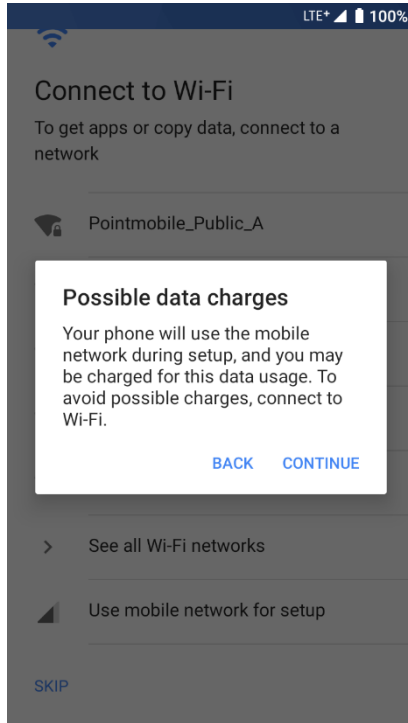 LTE+ 100%
Connect to Wi-Fi
To get apps or copy data, connect to a
network
Pointmobile_Public_A
Possible data charges
Your phone will use the mobile
network during setup, and you may
be charged for this data usage. To
avoid possible charges, connect to
Wi-Fi.
BACK CONTINUE
See all Wi-Fi networks
Use mobile network for setup
SKIP